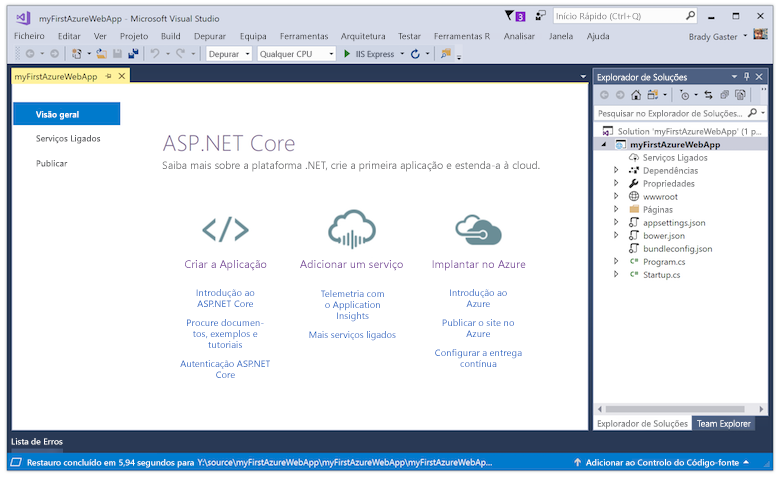 myFirstAzureWebApp - Microsoft Visual Studio
3
Início Rápido (Ctrl+Q)
Ficheiro Editar Ver Projeto Build Depurar Equipa Ferramentas Arquitetura Testar Ferramentas R Analisar Janela Ajuda Brady Gaster
Depurar Qualquer CPU IIS Express
myFirstAzureWebApp
Visão geral
Serviços Ligados
Publicar
ASP.NET Core
Saiba mais sobre a plataforma .NET, crie a primeira aplicação e estenda-a à cloud.
Criar a Aplicação
Introdução ao
ASP.NET Core
Procure documen-
tos, exemplos e
tutoriais
Autenticação ASP.NET
Core
Adicionar um serviço
Telemetria com
o Application
Insights
Mais serviços ligados
Implantar no Azure
Introdução ao
Azure
Publicar o site no
Azure
Configurar a entrega
contínua
Explorador de Soluções
Pesquisar no Explorador de Soluções...
Solution 'myFirstAzureWebApp' (1 p
myFirstAzureWebApp
Serviços Ligados
Dependências
Propriedades
wwwroot
Páginas
appsettings.json
bower.json
bundleconfig.json
C# Program.cs
C# Startup.cs
Explorador de Soluções Team Explorer
Lista de Erros
Restauro concluído em 5,94 segundos para Y:\source\myFirstAzureWebApp\myFirstAzureWebApp\myFirstAzureWebAp...
Adicionar ao Controlo do Código-fonte